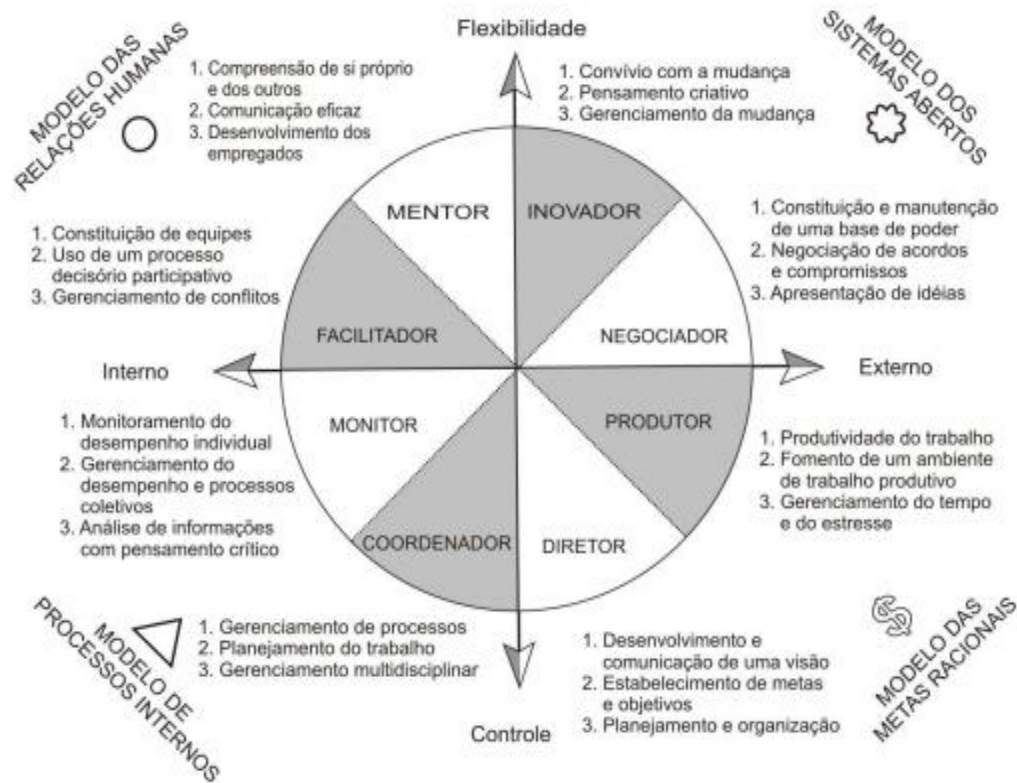 Flexibilidade
MODELO DAS
RELAÇÕES HUMANAS
1. Compreensão de si próprio
e dos outros
2. Comunicação eficaz
3. Desenvolvimento dos
empregados
1. Convívio com a mudança
2. Pensamento criativo
3. Gerenciamento da mudança
MODELO DOS
SISTEMAS ABERTOS
MENTOR
INOVADOR
1. Constituição de equipes
2. Uso de um processo
decisório participativo
3. Gerenciamento de conflitos
1. Constituição e manutenção
de uma base de poder
2. Negociação de acordos
e compromissos
3. Apresentação de idéias
FACILITADOR
NEGOCIADOR
Interno
Externo
MONITOR
PRODUTOR
1. Monitoramento do
desempenho individual
2. Gerenciamento do
desempenho e processos
coletivos
3. Análise de informações
com pensamento crítico
1. Produtividade do trabalho
2. Fomento de um ambiente
de trabalho produtivo
3. Gerenciamento do tempo
e do estresse
COORDENADOR
DIRETOR
MODELO DE
PROCESSOS INTERNOS
1. Gerenciamento de processos
2. Planejamento do trabalho
3. Gerenciamento multidisciplinar
1. Desenvolvimento e
comunicação de uma visão
2. Estabelecimento de metas
e objetivos
3. Planejamento e organização
MODELO DAS
METAS RACIONAIS
Controle